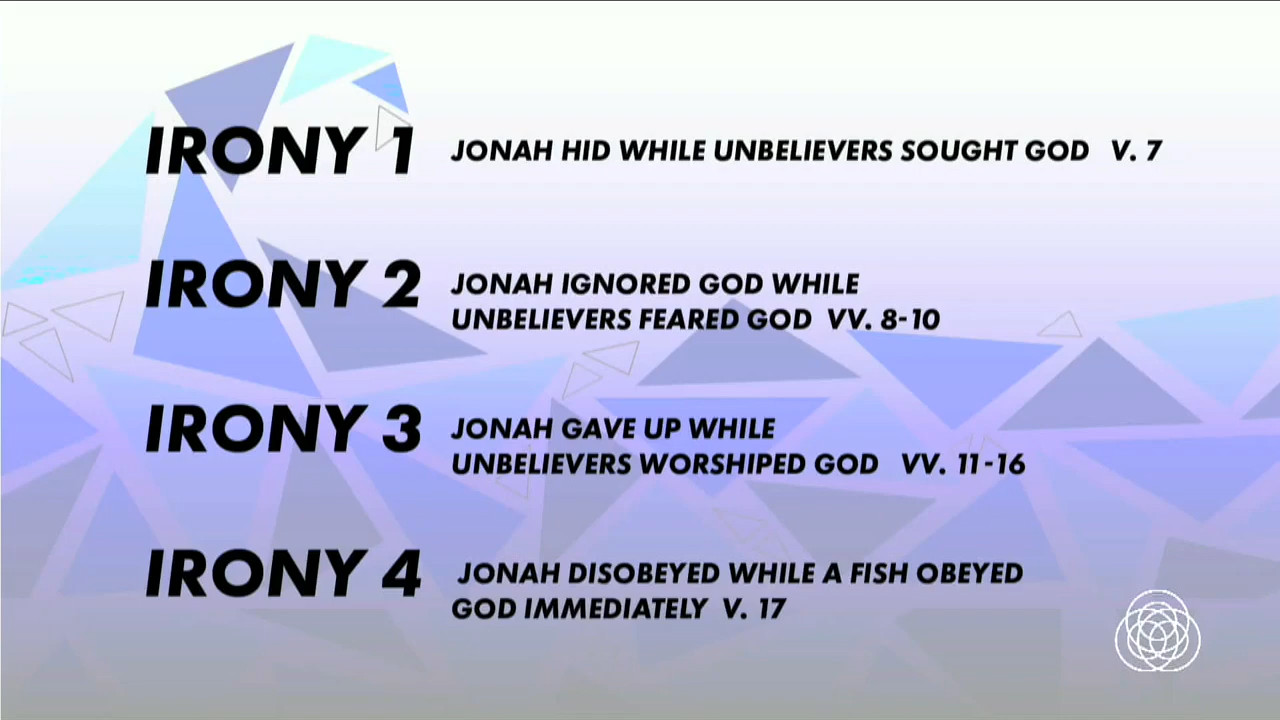 IRONY 1 JONAH HID WHILE UNBELIEVERS SOUGHT GOD V. 7
IRONY 2 JONAH IGNORED GOD WHILE
UNBELIEVERS FEARED GOD VV. 8-10
IRONY 3 JONAH GAVE UP WHILE
UNBELIEVERS WORSHIPED GOD VV. 11-16
IRONY 4 JONAH DISOBEYED WHILE A FISH OBEYED
GOD IMMEDIATELY V. 17